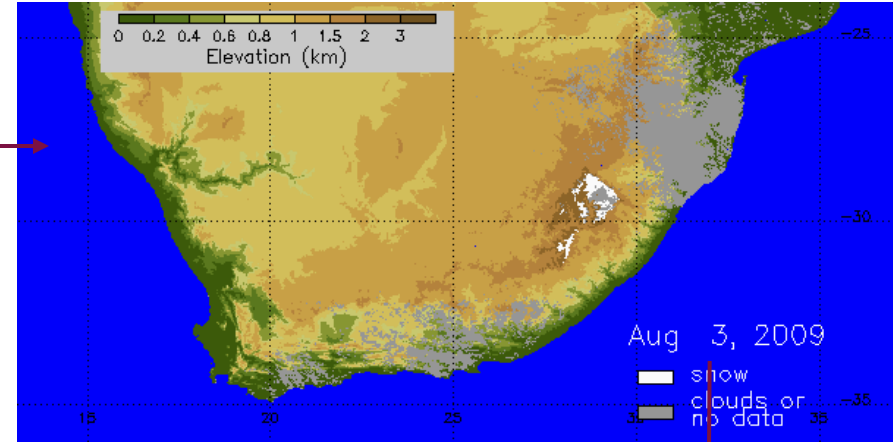 0 0.2 0.4 0.6 0.8 1 1.5 2 3
Elevation (km)
-25
-30
Aug 3, 2009
snow
clouds or
no data
-35
15 20 25 30 35